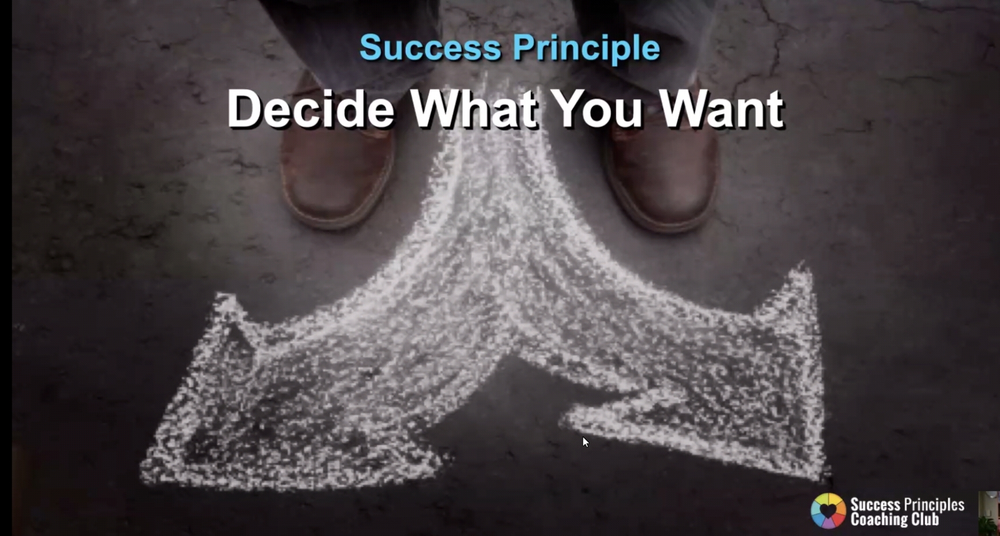 Success Principle
Decide What You Want
Success Principles
Coaching Club